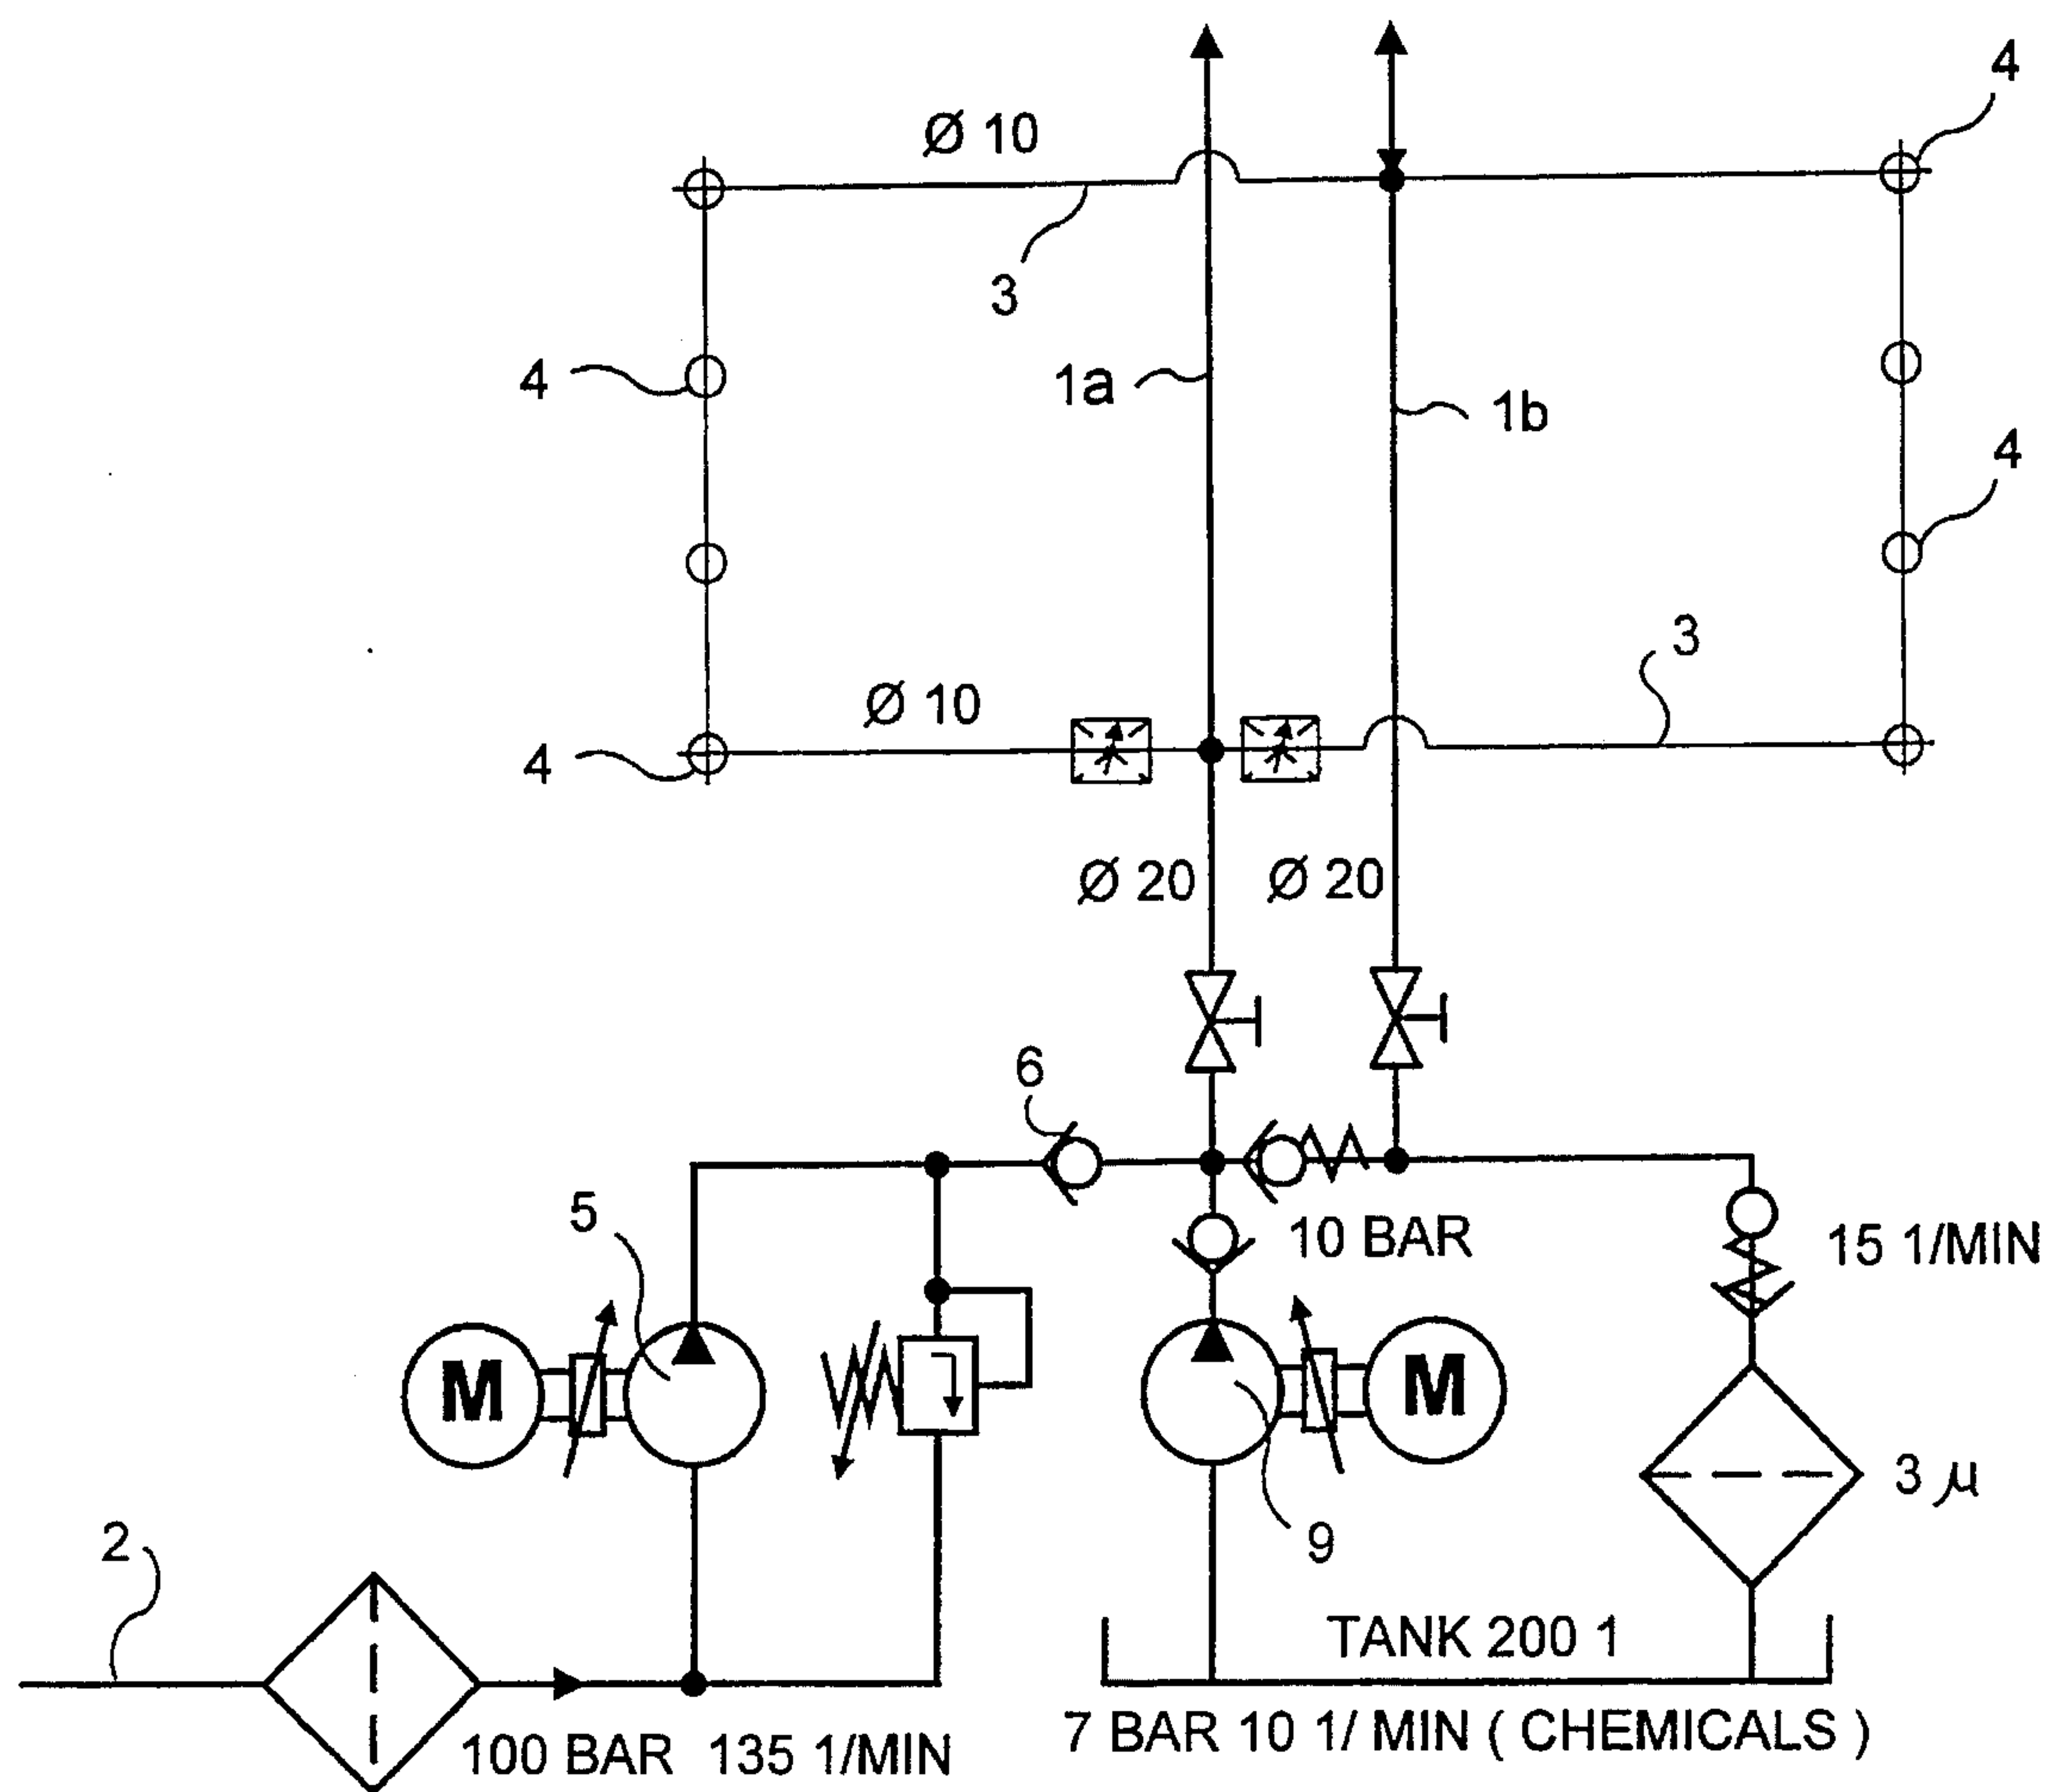 4
Ø 10
3
4
1a
1b
4
3
Ø 10
4
Ø 20
Ø 20
6
5
10 BAR
15 1/MIN
M
M
3 µ
2
9
TANK 200 1
7 BAR 10 1/ MIN ( CHEMICALS )
100 BAR 135 1/MIN